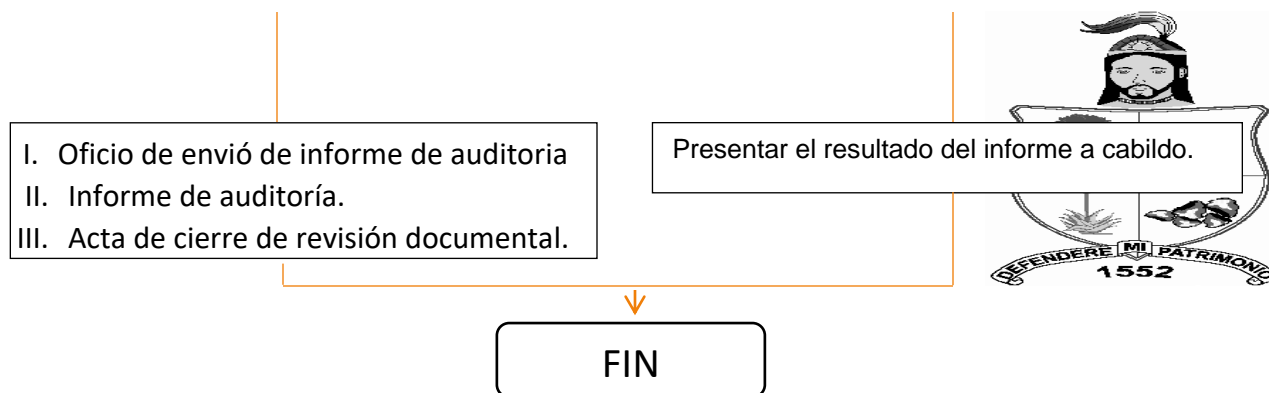 I. Oficio de envió de informe de auditoria
II. Informe de auditoría.
III. Acta de cierre de revisión documental.
Presentar el resultado del informe a cabildo.
DEFENDERE MI PATRIMONIO
1552
FIN